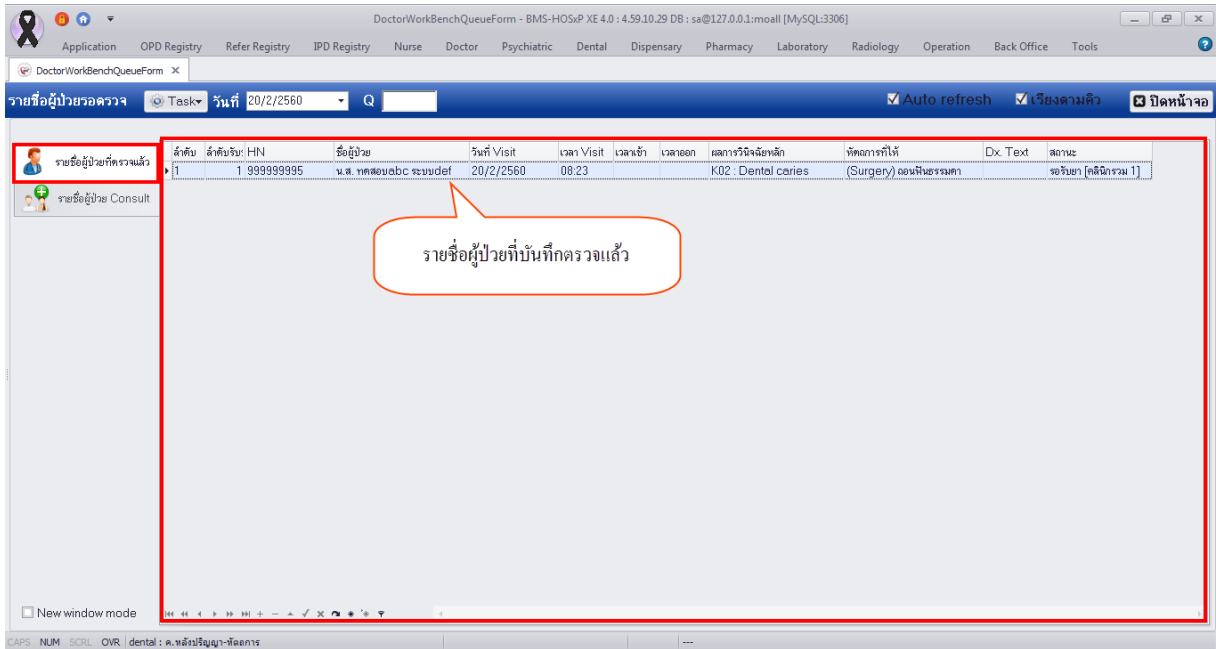 DoctorWorkBenchQueueForm - BMS-HOSxP XE 4.0 : 4.59.10.29 DB : sa@127.0.0.1:moall [MySQL:3306]
Application OPD Registry Refer Registry IPD Registry Nurse Doctor Psychiatric Dental Dispensary Pharmacy Laboratory Radiology Operation Back Office Tools
DoctorWorkBenchQueueForm
รายชื่อผู้ป่วยรอตรวจ Task วันที่ 20/2/2560 Q Auto refresh เรียงตามคิว ปิดหน้าจอ
รายชื่อผู้ป่วยที่ตรวจแล้ว
รายชื่อผู้ป่วย Consult
ลำดับ ลำดับรับ: HN ชื่อผู้ป่วย วันที่ Visit เวลา Visit เวลาเข้า เวลาออก ผลการวินิจฉัยหลัก หัตถการที่ให้ Dx. Text สถานะ
1 1 999999995 น.ส. ทดสอบabc ระบบdef 20/2/2560 08:23 K02 : Dental caries (Surgery) ถอนฟันธรรมดา รอรับยา [คลินิกรวม 1]
รายชื่อผู้ป่วยที่บันทึกตรวจแล้ว
New window mode
CAPS NUM SCRL OVR dental : ค.หลังปริญญา-หัตถการ ---